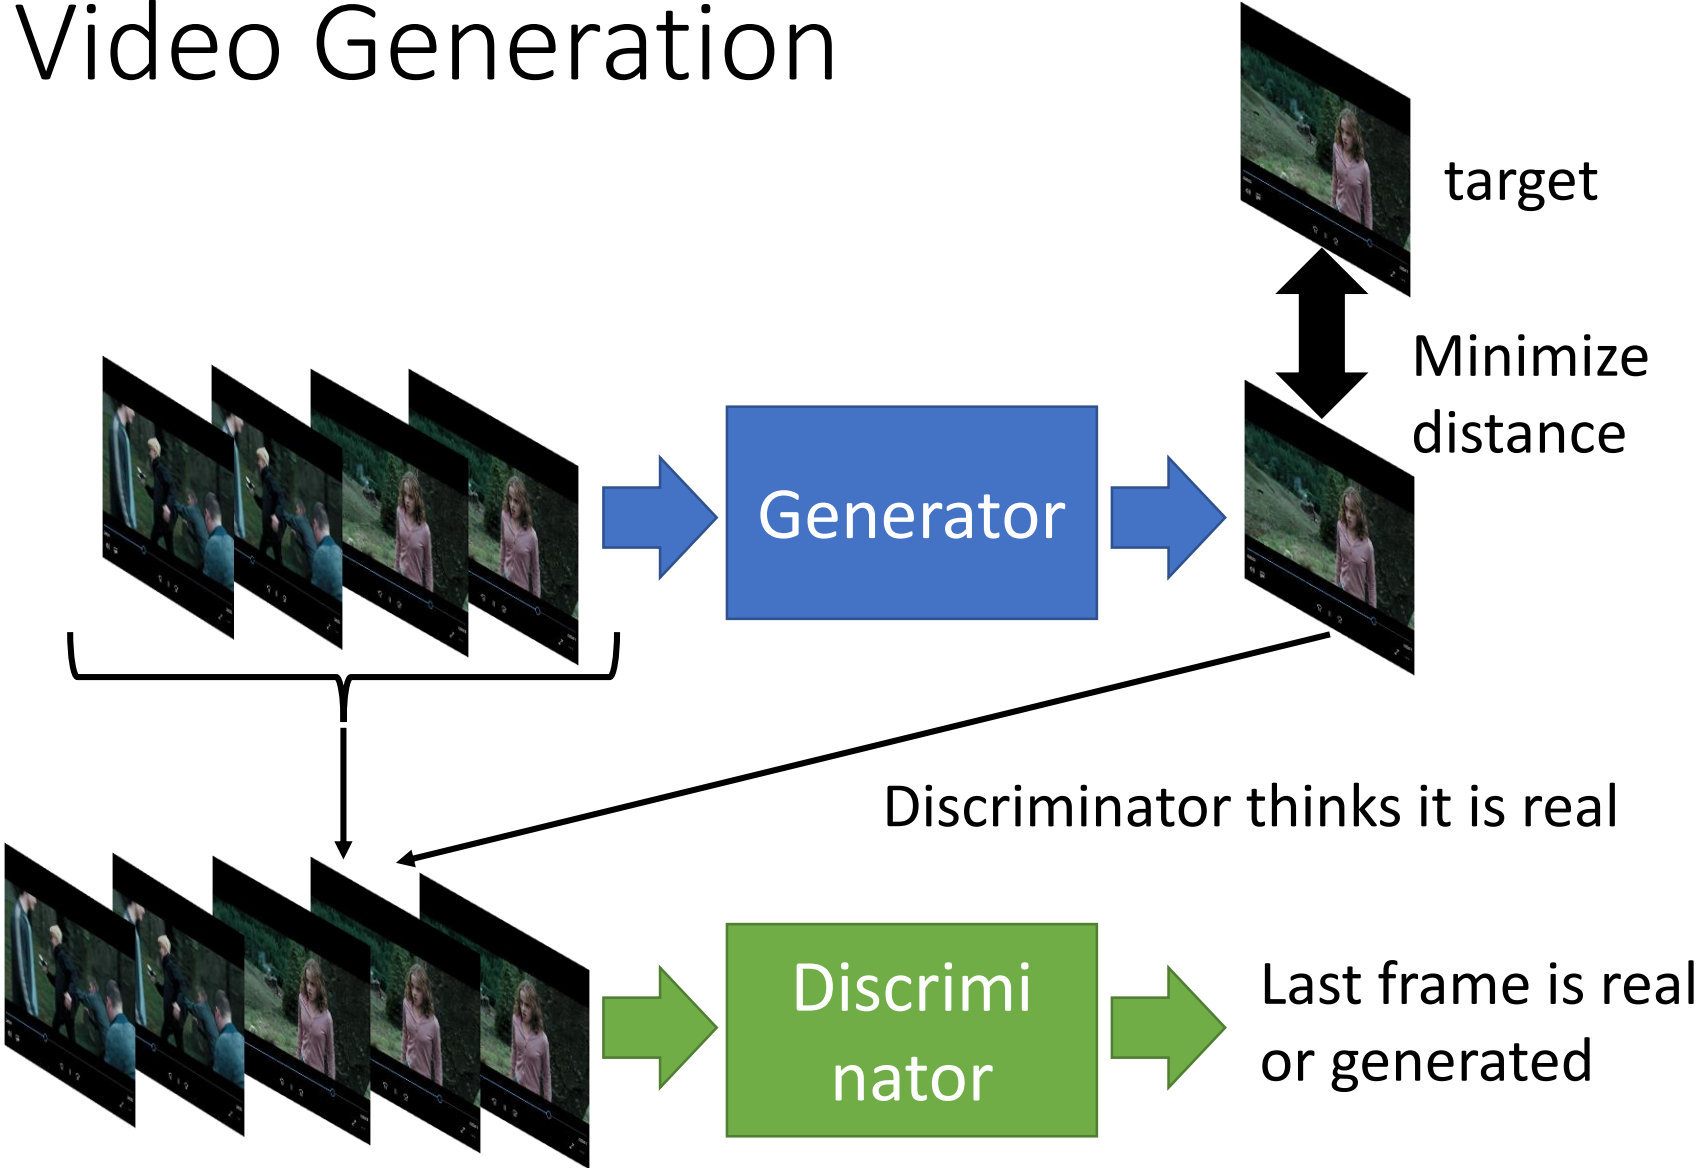 Video Generation
target
Minimize
distance
Generator
Discriminator thinks it is real
Discrimi
nator
Last frame is real
or generated